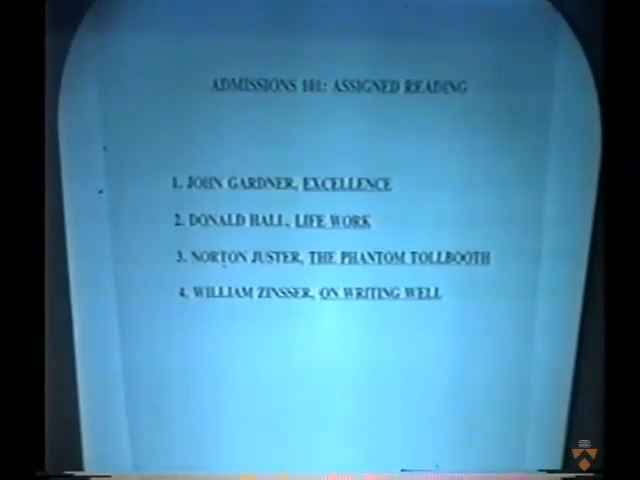 ADMISSIONS 101: ASSIGNED READING
1. JOHN GARDNER, EXCELLENCE
2. DONALD HALL, LIFE WORK
3. NORTON JUSTER, THE PHANTOM TOLLBOOTH
4. WILLIAM ZINSSER, ON WRITING WELL